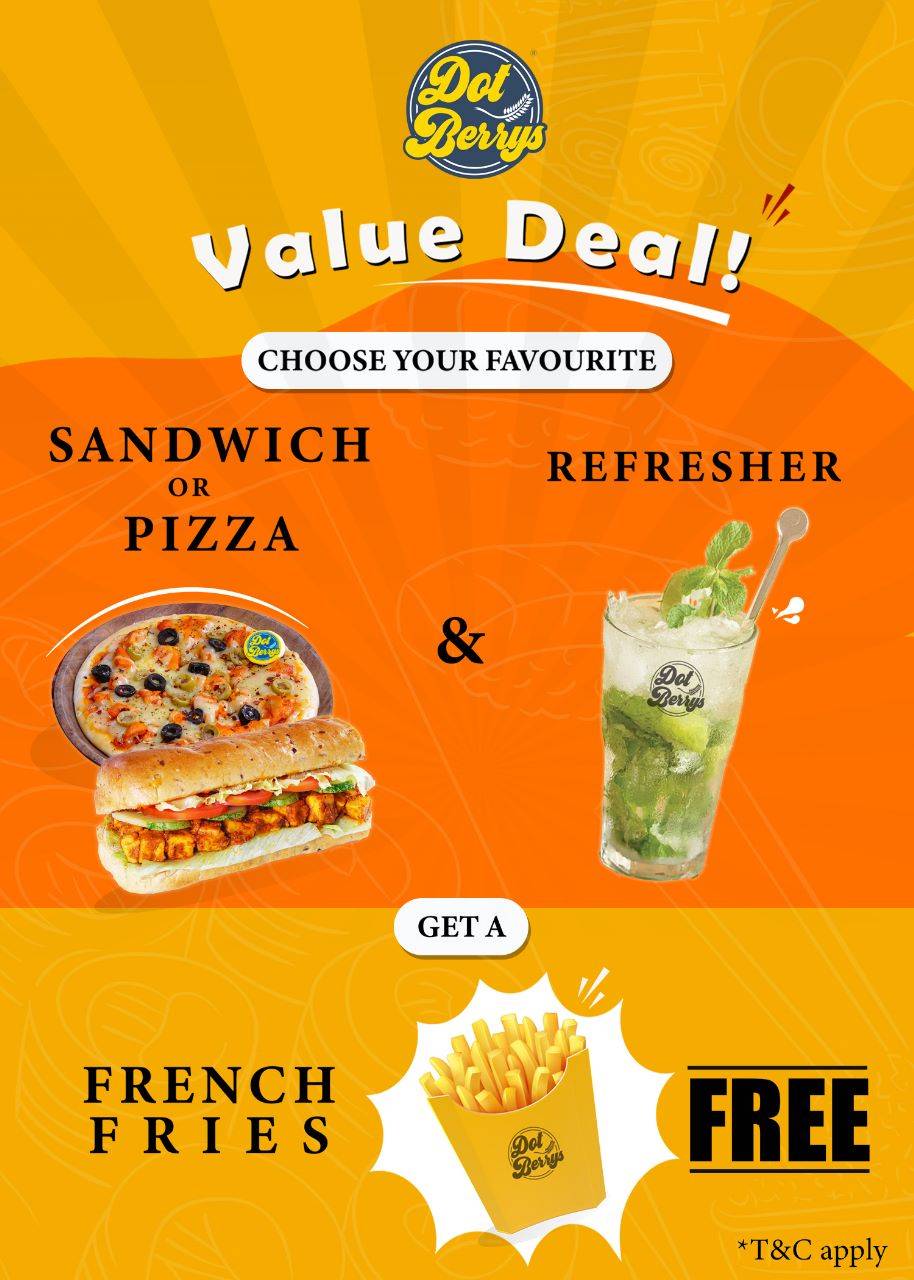 Dot
Berrys
®
Value Deal!
CHOOSE YOUR FAVOURITE
SANDWICH
OR
PIZZA
REFRESHER
&
Dot
Berrys
Dot
Berrys
GET A
FRENCH
FRIES
Dot
Berrys
FREE
*T&C apply